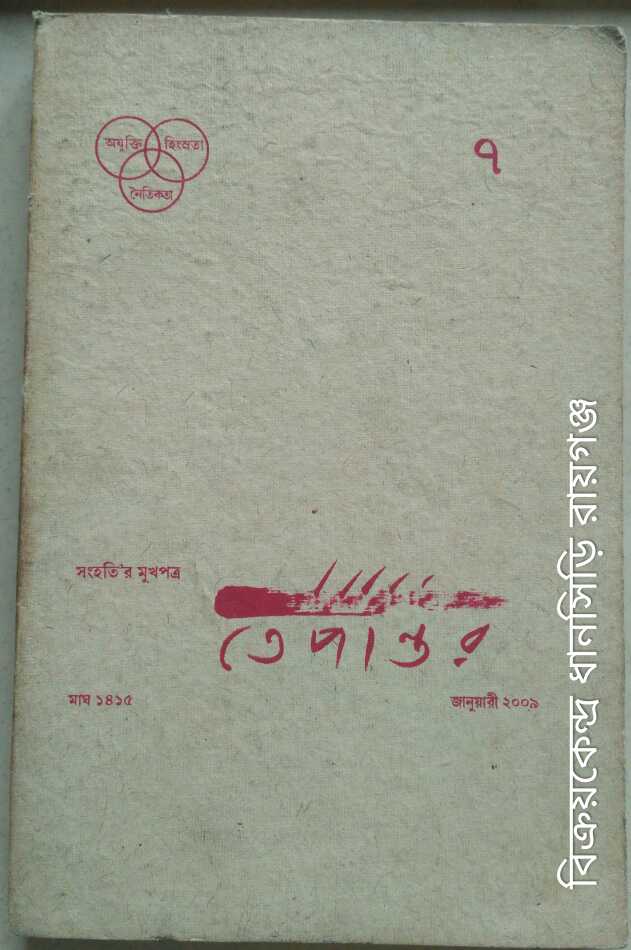 অযুক্তি হিংস্রতা
নৈতিকতা
৭
সংহতি'র মুখপত্র
তেপান্তর
মাঘ ১৪১৫
জানুয়ারী ২০০৯
বিক্রয়কেন্দ্র ধানসিড়ি রায়গঞ্জ